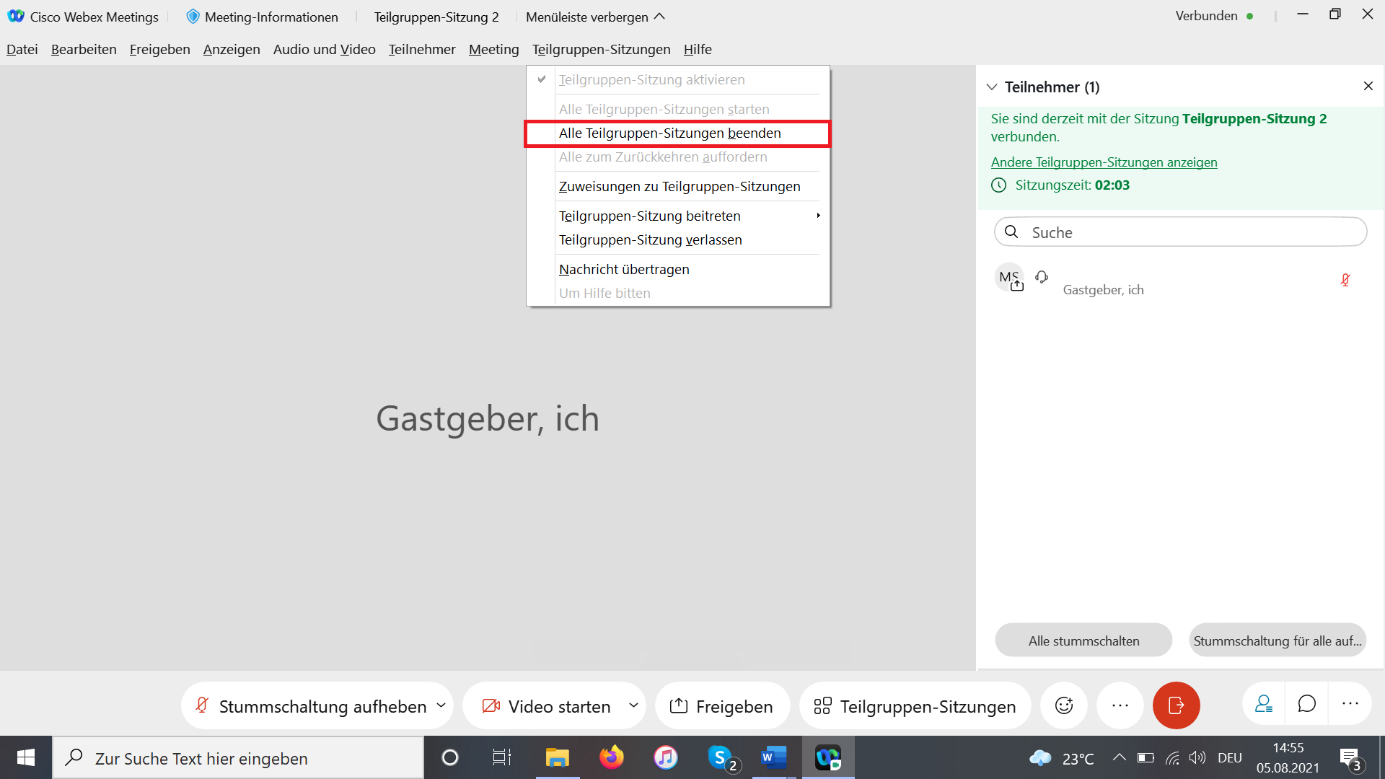 Cisco Webex Meetings Meeting-Informationen Teilgruppen-Sitzung 2 Menüleiste verbergen Verbunden
Datei Bearbeiten Freigeben Anzeigen Audio und Video Teilnehmer Meeting Teilgruppen-Sitzungen Hilfe
Teilgruppen-Sitzung aktivieren
Alle Teilgruppen-Sitzungen starten
Alle Teilgruppen-Sitzungen beenden
Alle zum Zurückkehren auffordern
Zuweisungen zu Teilgruppen-Sitzungen
Teilgruppen-Sitzung beitreten
Teilgruppen-Sitzung verlassen
Nachricht übertragen
Um Hilfe bitten
Gastgeber, ich
Teilnehmer (1)
Sie sind derzeit mit der Sitzung Teilgruppen-Sitzung 2
verbunden.
Andere Teilgruppen-Sitzungen anzeigen
Sitzungszeit: 02:03
Suche
MS
Gastgeber, ich
Alle stummschalten Stummschaltung für alle auf...
Stummschaltung aufheben Video starten Freigeben Teilgruppen-Sitzungen
Zur Suche Text hier eingeben S 2 W 23°C DEU 14:55
05.08.2021 3